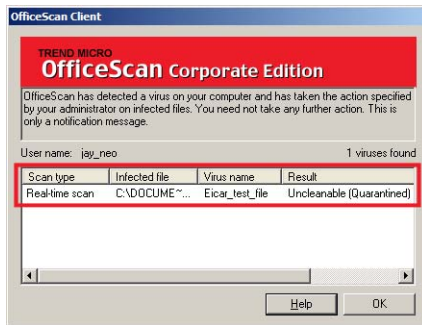 OfficeScan Client
TREND MICRO
OfficeScan Corporate Edition
OfficeScan has detected a virus on your computer and has taken the action specified
by your administrator on infected files. You need not take any further action. This is
only a notification message.
User name: jay_neo 1 viruses found
Scan type Infected file Virus name Result
Real-time scan C:\DOCUME~... Eicar_test_file Uncleanable (Quarantined)
Help OK